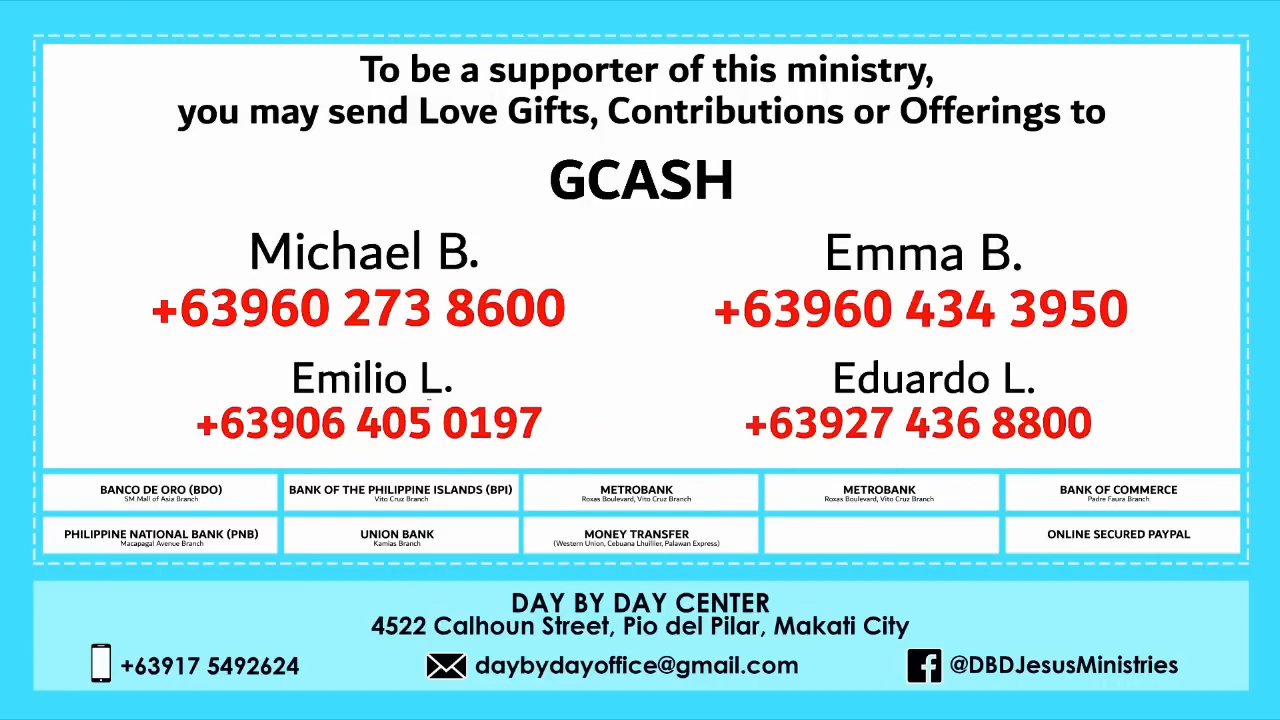 To be a supporter of this ministry,
you may send Love Gifts, Contributions or Offerings to
GCASH
Michael B.
+63960 273 8600
Emma B.
+63960 434 3950
Emilio L.
+63906 405 0197
Eduardo L.
+63927 436 8800
BANCO DE ORO (BDO)
SM Mall of Asia Branch
BANK OF THE PHILIPPINE ISLANDS (BPI)
Vito Cruz Branch
METROBANK
Roxas Boulevard, Vito Cruz Branch
METROBANK
Roxas Boulevard, Vito Cruz Branch
BANK OF COMMERCE
Padre Faura Branch
PHILIPPINE NATIONAL BANK (PNB)
Macapagal Avenue Branch
UNION BANK
Kamias Branch
MONEY TRANSFER
(Western Union, Cebuana Lhuillier, Palawan Express)
ONLINE SECURED PAYPAL
DAY BY DAY CENTER
4522 Calhoun Street, Pio del Pilar, Makati City
+63917 5492624
daybydayoffice@gmail.com
@DBDJesusMinistries